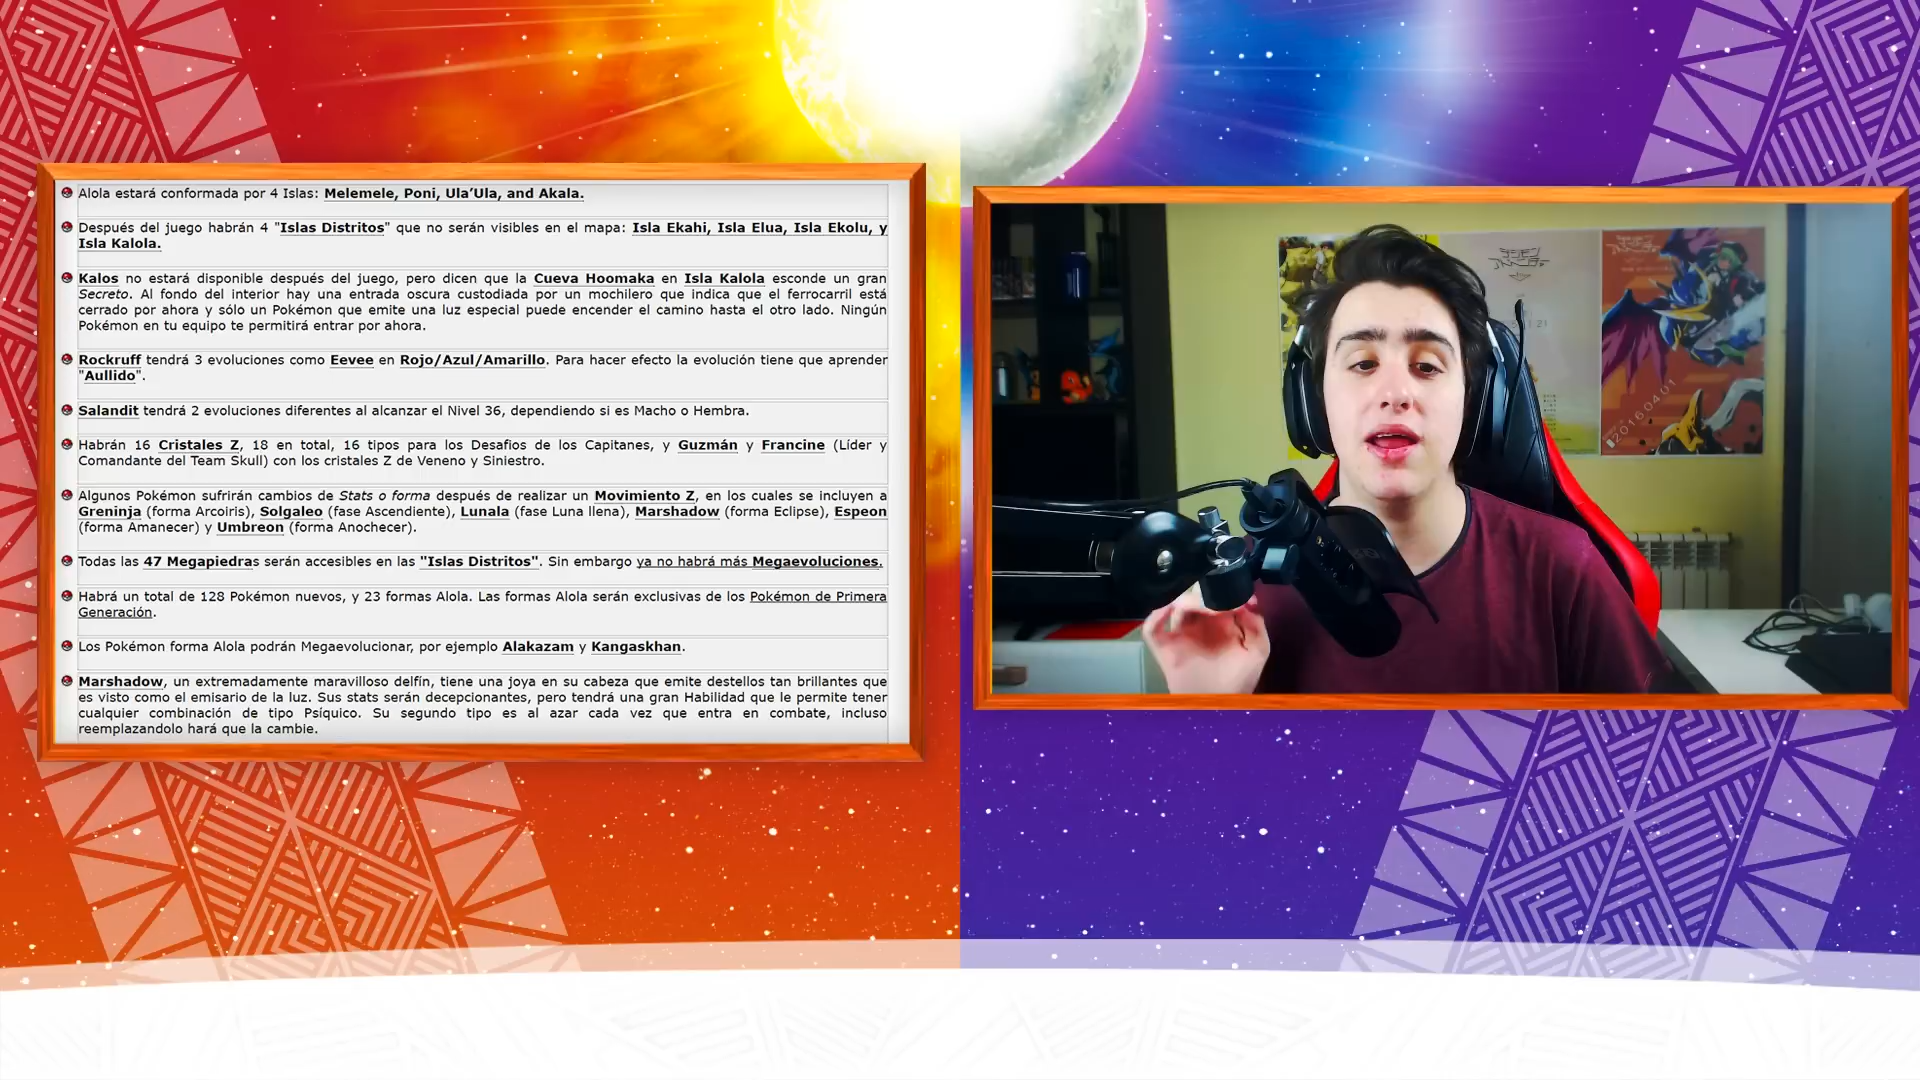 Alola estará conformada por 4 Islas: Melemele, Poni, Ula'Ula, and Akala.
Después del juego habrán 4 "Islas Distritos" que no serán visibles en el mapa: Isla Ekahi, Isla Elua, Isla Ekolu, y
Isla Kalola.
Kalos no estará disponible después del juego, pero dicen que la Cueva Hoomaka en Isla Kalola esconde un gran
Secreto. Al fondo del interior hay una entrada oscura custodiada por un mochilero que indica que el ferrocarril está
cerrado por ahora y sólo un Pokémon que emite una luz especial puede encender el camino hasta el otro lado. Ningún
Pokémon en tu equipo te permitirá entrar por ahora.
Rockruff tendrá 3 evoluciones como Eevee en Rojo/Azul/Amarillo. Para hacer efecto la evolución tiene que aprender
"Aullido".
Salandit tendrá 2 evoluciones diferentes al alcanzar el Nivel 36, dependiendo si es Macho o Hembra.
Habrán 16 Cristales Z, 18 en total, 16 tipos para los Desafios de los Capitanes, y Guzmán y Francine (Líder y
Comandante del Team Skull) con los cristales Z de Veneno y Siniestro.
Algunos Pokémon sufrirán cambios de Stats o forma después de realizar un Movimiento Z, en los cuales se incluyen a
Greninja (forma Arcoiris), Solgaleo (fase Ascendiente), Lunala (fase Luna llena), Marshadow (forma Eclipse), Espeon
(forma Amanecer) y Umbreon (forma Anochecer).
Todas las 47 Megapiedras serán accesibles en las "Islas Distritos". Sin embargo ya no habrá más Megaevoluciones.
Habrá un total de 128 Pokémon nuevos, y 23 formas Alola. Las formas Alola serán exclusivas de los Pokémon de Primera
Generación.
Los Pokémon forma Alola podrán Megaevolucionar, por ejemplo Alakazam y Kangaskhan.
Marshadow, un extremadamente maravilloso delfín, tiene una joya en su cabeza que emite destellos tan brillantes que
es visto como el emisario de la luz. Sus stats serán decepcionantes, pero tendrá una gran Habilidad que le permite tener
cualquier combinación de tipo Psíquico. Su segundo tipo es al azar cada vez que entra en combate, incluso
reemplazandolo hará que la cambie.
2016.04.01